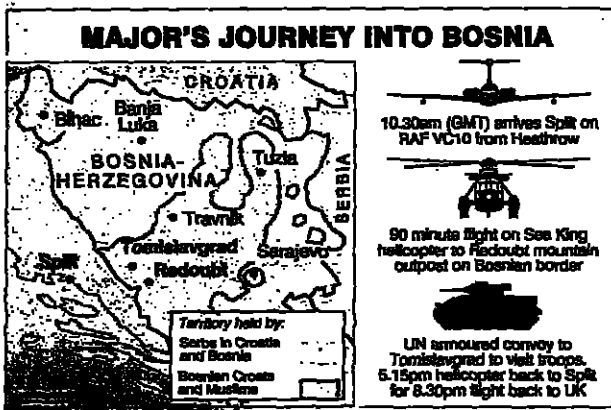 MAJOR'S JOURNEY INTO BOSNIA
CROATIA
Bihac
Banja
Luka
BOSNIA-
HERZEGOVINA
Tuzla
SERBIA
Travnik
Tomislavgrad
Sarajevo
Split
Redoubt
Territory held by:
Serbs in Croatia
and Bosnia
Bosnian Croats
and Muslims
10.30am (GMT) arrives Split on
RAF VC10 from Heathrow
90 minute flight on Sea King
helicopter to Redoubt mountain
outpost on Bosnian border
UN armoured convoy to
Tomislavgrad to visit troops.
5.15pm helicopter back to Split
for 8.30pm flight back to UK